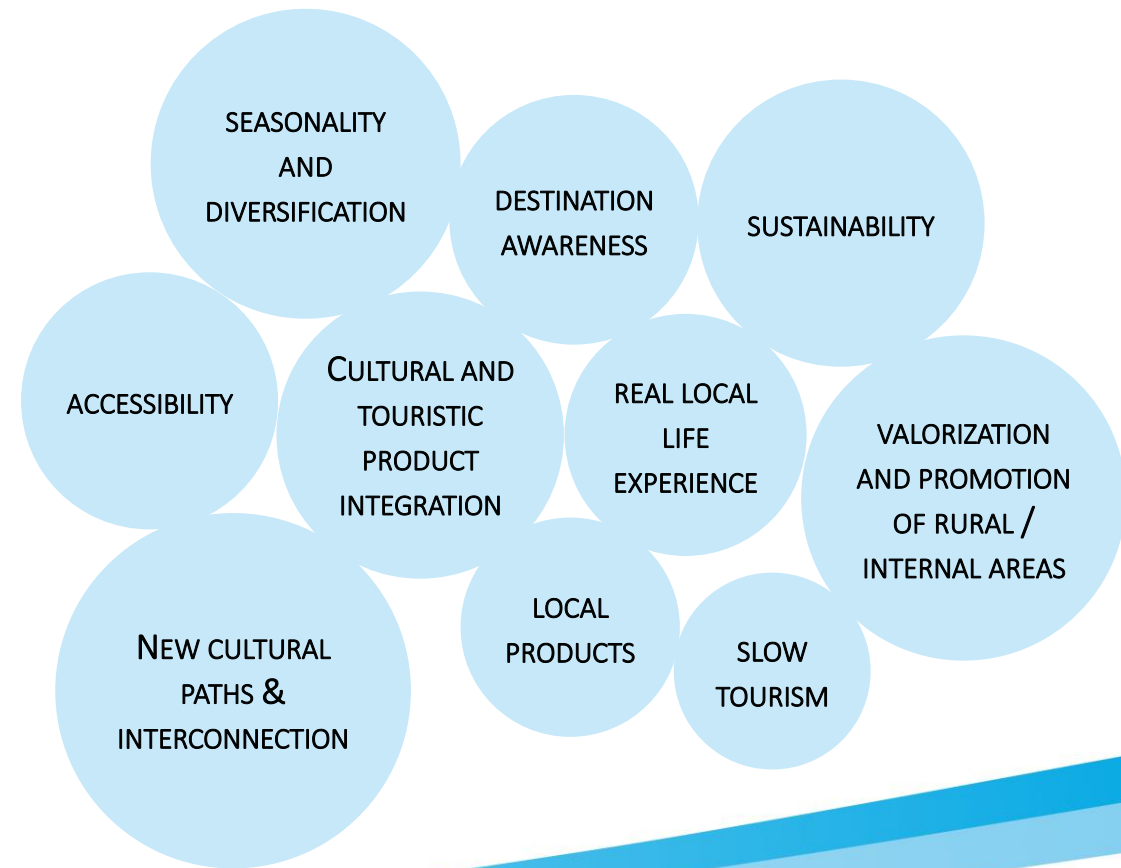 SEASONALITY
AND
DIVERSIFICATION
DESTINATION
AWARENESS
SUSTAINABILITY
ACCESSIBILITY
CULTURAL AND
TOURISTIC
PRODUCT
INTEGRATION
REAL LOCAL
LIFE
EXPERIENCE
VALORIZATION
AND PROMOTION
OF RURAL /
INTERNAL AREAS
NEW CULTURAL
PATHS &
INTERCONNECTION
LOCAL
PRODUCTS
SLOW
TOURISM